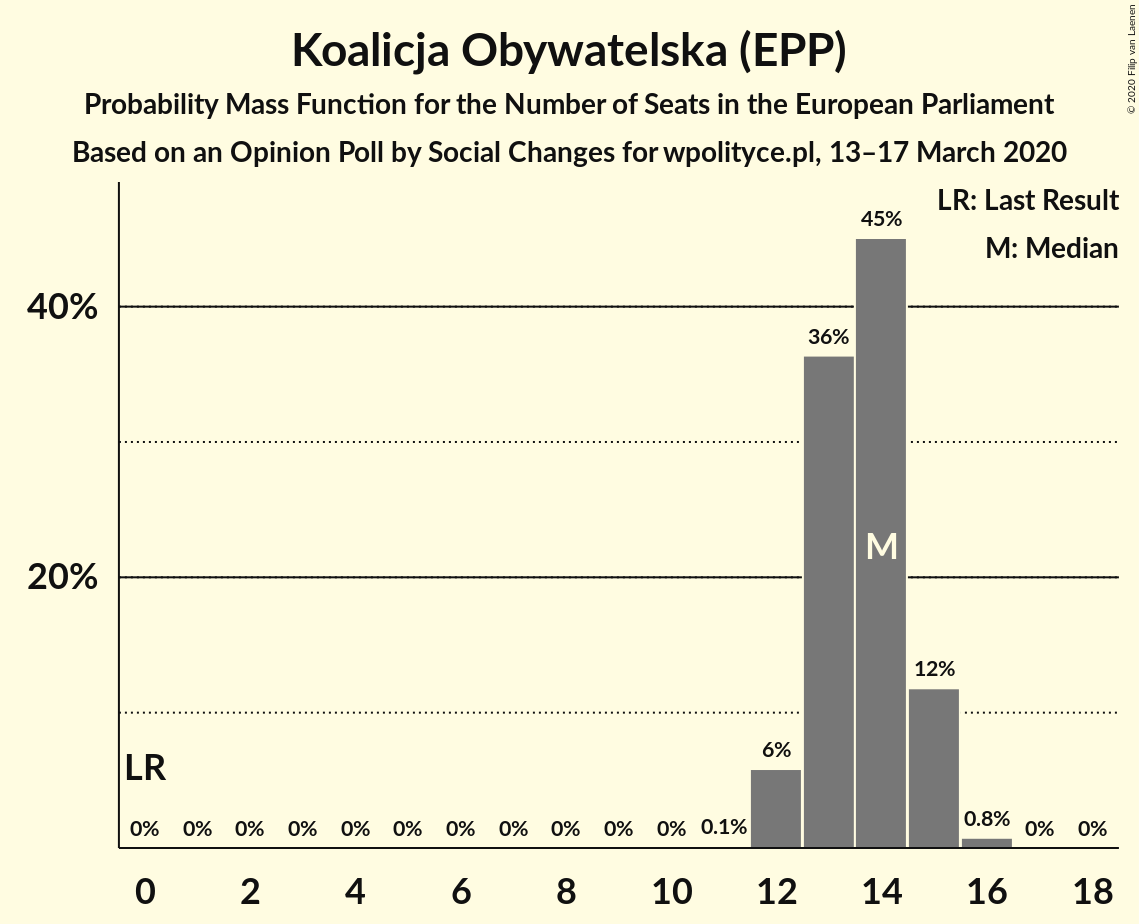 Koalicja Obywatelska (EPP)
Probability Mass Function for the Number of Seats in the European Parliament
Based on an Opinion Poll by Social Changes for wpolityce.pl, 13–17 March 2020
© 2020 Filip van Laenen
LR: Last Result
M: Median
45%
40%
36%
M
20%
12%
6%
LR
0% 0% 0% 0% 0% 0% 0% 0% 0% 0% 0% 0.1% 0.8% 0% 0%
0 2 4 6 8 10 12 14 16 18